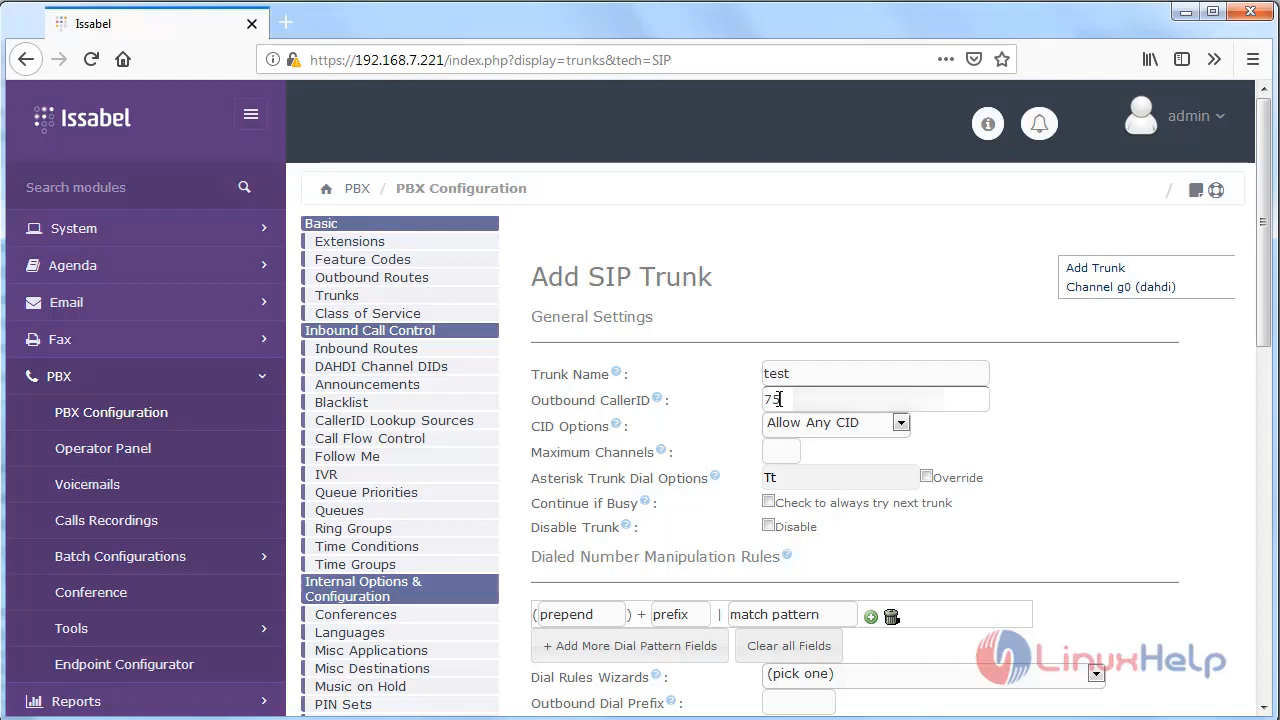 Issabel
https://192.168.7.221/index.php?display=trunks&tech=SIP
Issabel
admin
Search modules
System
Agenda
Email
Fax
PBX
PBX Configuration
Operator Panel
Voicemails
Calls Recordings
Batch Configurations
Conference
Tools
Endpoint Configurator
Reports
PBX / PBX Configuration /
Basic
Extensions
Feature Codes
Outbound Routes
Trunks
Class of Service
Inbound Call Control
Inbound Routes
DAHDI Channel DIDs
Announcements
Blacklist
CallerID Lookup Sources
Call Flow Control
Follow Me
IVR
Queue Priorities
Queues
Ring Groups
Time Conditions
Time Groups
Internal Options &
Configuration
Conferences
Languages
Misc Applications
Misc Destinations
Music on Hold
PIN Sets
Add SIP Trunk
Add Trunk
Channel g0 (dahdi)
General Settings
Trunk Name? : test
Outbound CallerID? : 75
CID Options? : Allow Any CID
Maximum Channels? :
Asterisk Trunk Dial Options? Tt Override
Continue if Busy? : Check to always try next trunk
Disable Trunk? : Disable
Dialed Number Manipulation Rules?
(prepend ) + prefix | match pattern
+ Add More Dial Pattern Fields Clear all Fields
Dial Rules Wizards? : (pick one)
Outbound Dial Prefix? :
LinuxHelp